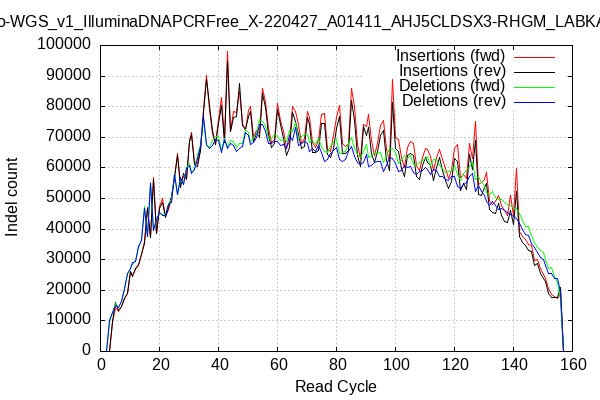 o-WGS_v1_IlluminaDNAPCRFree_X-220427_A01411_AHJ5CLDSX3-RHGM_LABKA
Insertions (fwd)
Insertions (rev)
Deletions (fwd)
Deletions (rev)
100000
90000
80000
70000
60000
50000
40000
30000
20000
10000
0
Indel count
0 20 40 60 80 100 120 140 160
Read Cycle